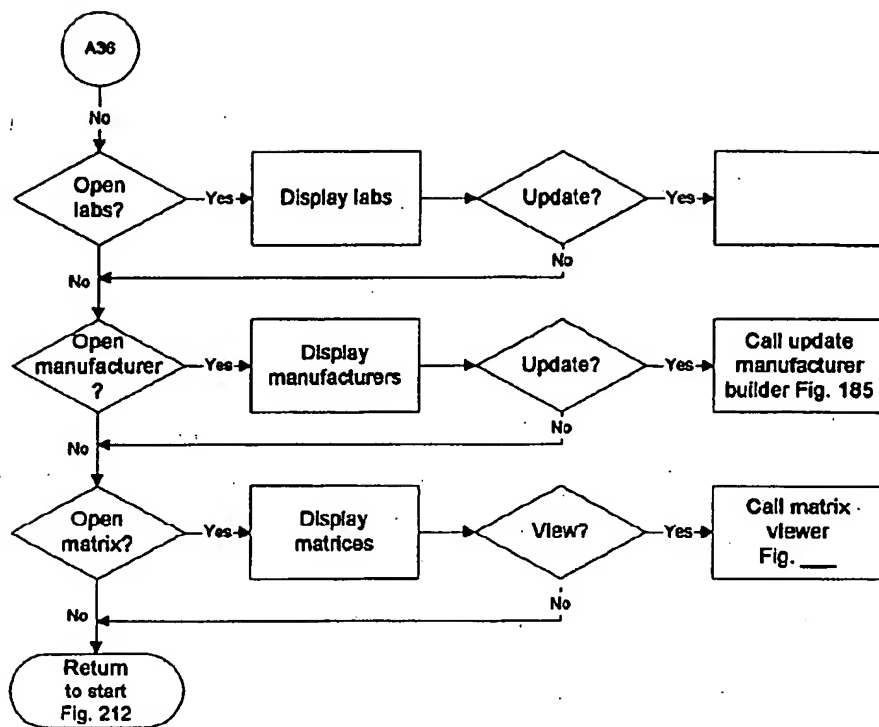 A36
No
Open
labs?
Yes
Display labs
Update?
Yes
No
No
Open
manufacturer
?
Yes
Display
manufacturers
Update?
Yes
Call update
manufacturer
builder Fig. 185
No
No
Open
matrix?
Yes
Display
matrices
View?
Yes
Call matrix
viewer
Fig. ___
No
No
Return
to start
Fig. 212